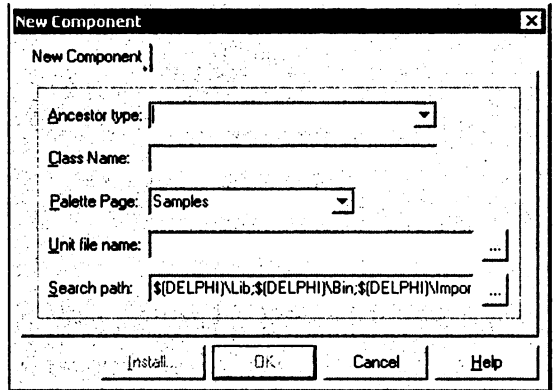 New Component
New Component
Ancestor type:
Class Name:
Palette Page: Samples
Unit file name: ...
Search path: $(DELPHI)\Lib;$(DELPHI)\Bin;$(DELPHI)\Impor ...
Install... OK Cancel Help